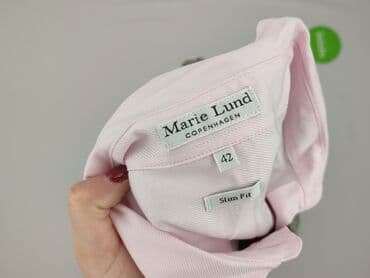 Marie Lund
COPENHAGEN
42
Slim Fit